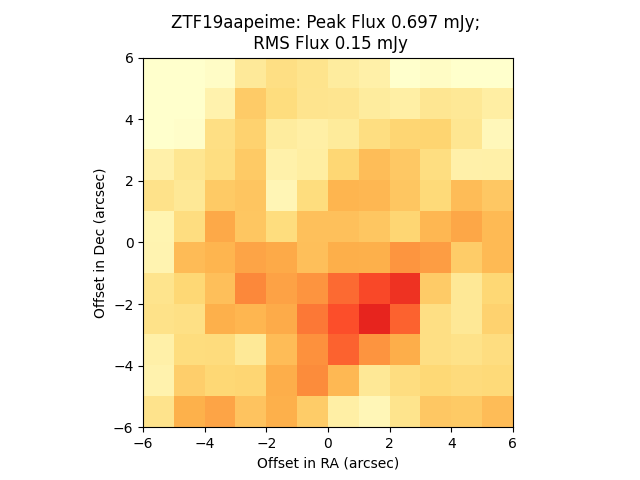 ZTF19aapeime: Peak Flux 0.697 mJy;
RMS Flux 0.15 mJy
6
4
2
0
−2
−4
−6
Offset in Dec (arcsec)
−6 −4 −2 0 2 4 6
Offset in RA (arcsec)